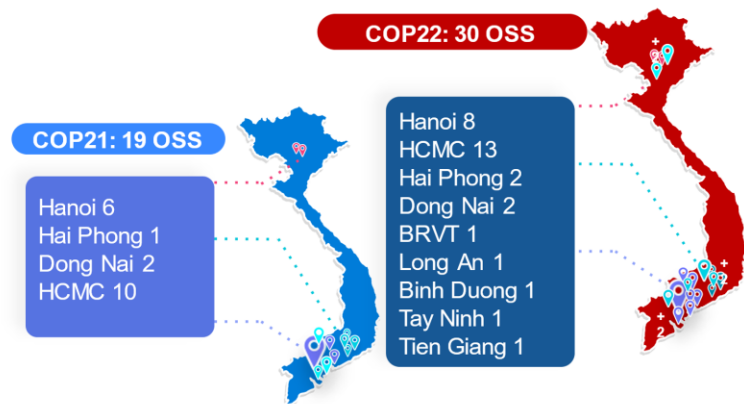 COP22: 30 OSS
COP21: 19 OSS
Hanoi 6
Hai Phong 1
Dong Nai 2
HCMC 10
Hanoi 8
HCMC 13
Hai Phong 2
Dong Nai 2
BRVT 1
Long An 1
Binh Duong 1
Tay Ninh 1
Tien Giang 1
+
+
+
2